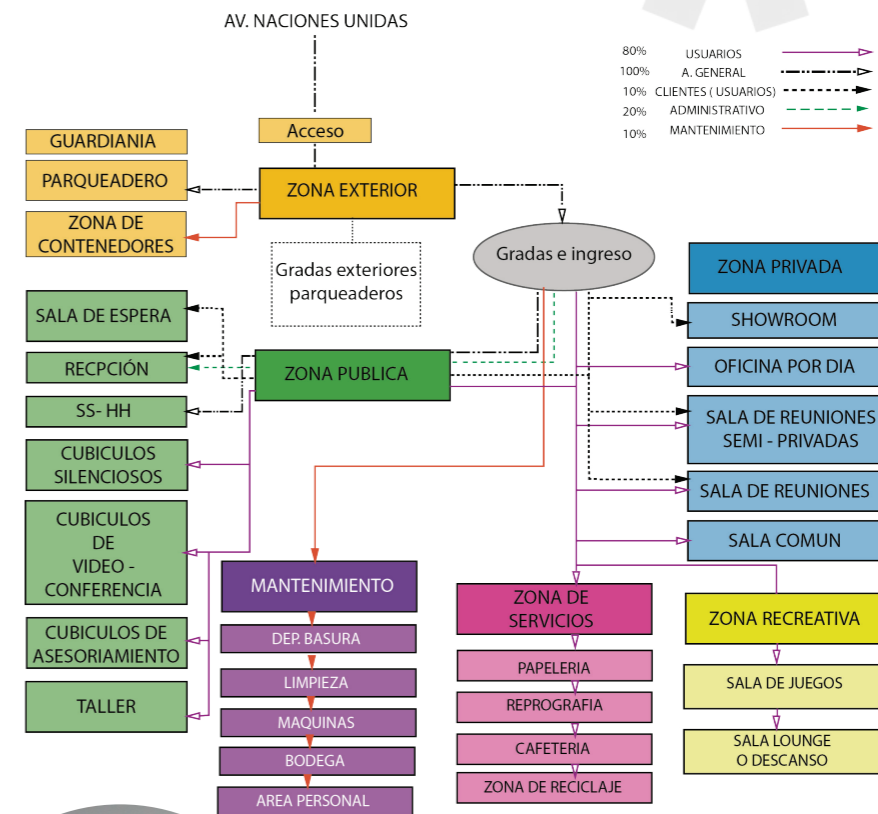 AV. NACIONES UNIDAS
80% USUARIOS
100% A. GENERAL
10% CLIENTES ( USUARIOS)
20% ADMINISTRATIVO
10% MANTENIMIENTO
Acceso
GUARDIANIA
PARQUEADERO
ZONA DE
CONTENEDORES
ZONA EXTERIOR
Gradas exteriores
parqueaderos
Gradas e ingreso
SALA DE ESPERA
RECPCIÓN
SS- HH
CUBICULOS
SILENCIOSOS
CUBICULOS
DE
VIDEO -
CONFERENCIA
CUBICULOS DE
ASESORIAMIENTO
TALLER
ZONA PUBLICA
ZONA PRIVADA
SHOWROOM
OFICINA POR DIA
SALA DE REUNIONES
SEMI - PRIVADAS
SALA DE REUNIONES
SALA COMUN
MANTENIMIENTO
DEP. BASURA
LIMPIEZA
MAQUINAS
BODEGA
AREA PERSONAL
ZONA DE
SERVICIOS
PAPELERIA
REPROGRAFIA
CAFETERIA
ZONA DE RECICLAJE
ZONA RECREATIVA
SALA DE JUEGOS
SALA LOUNGE
O DESCANSO